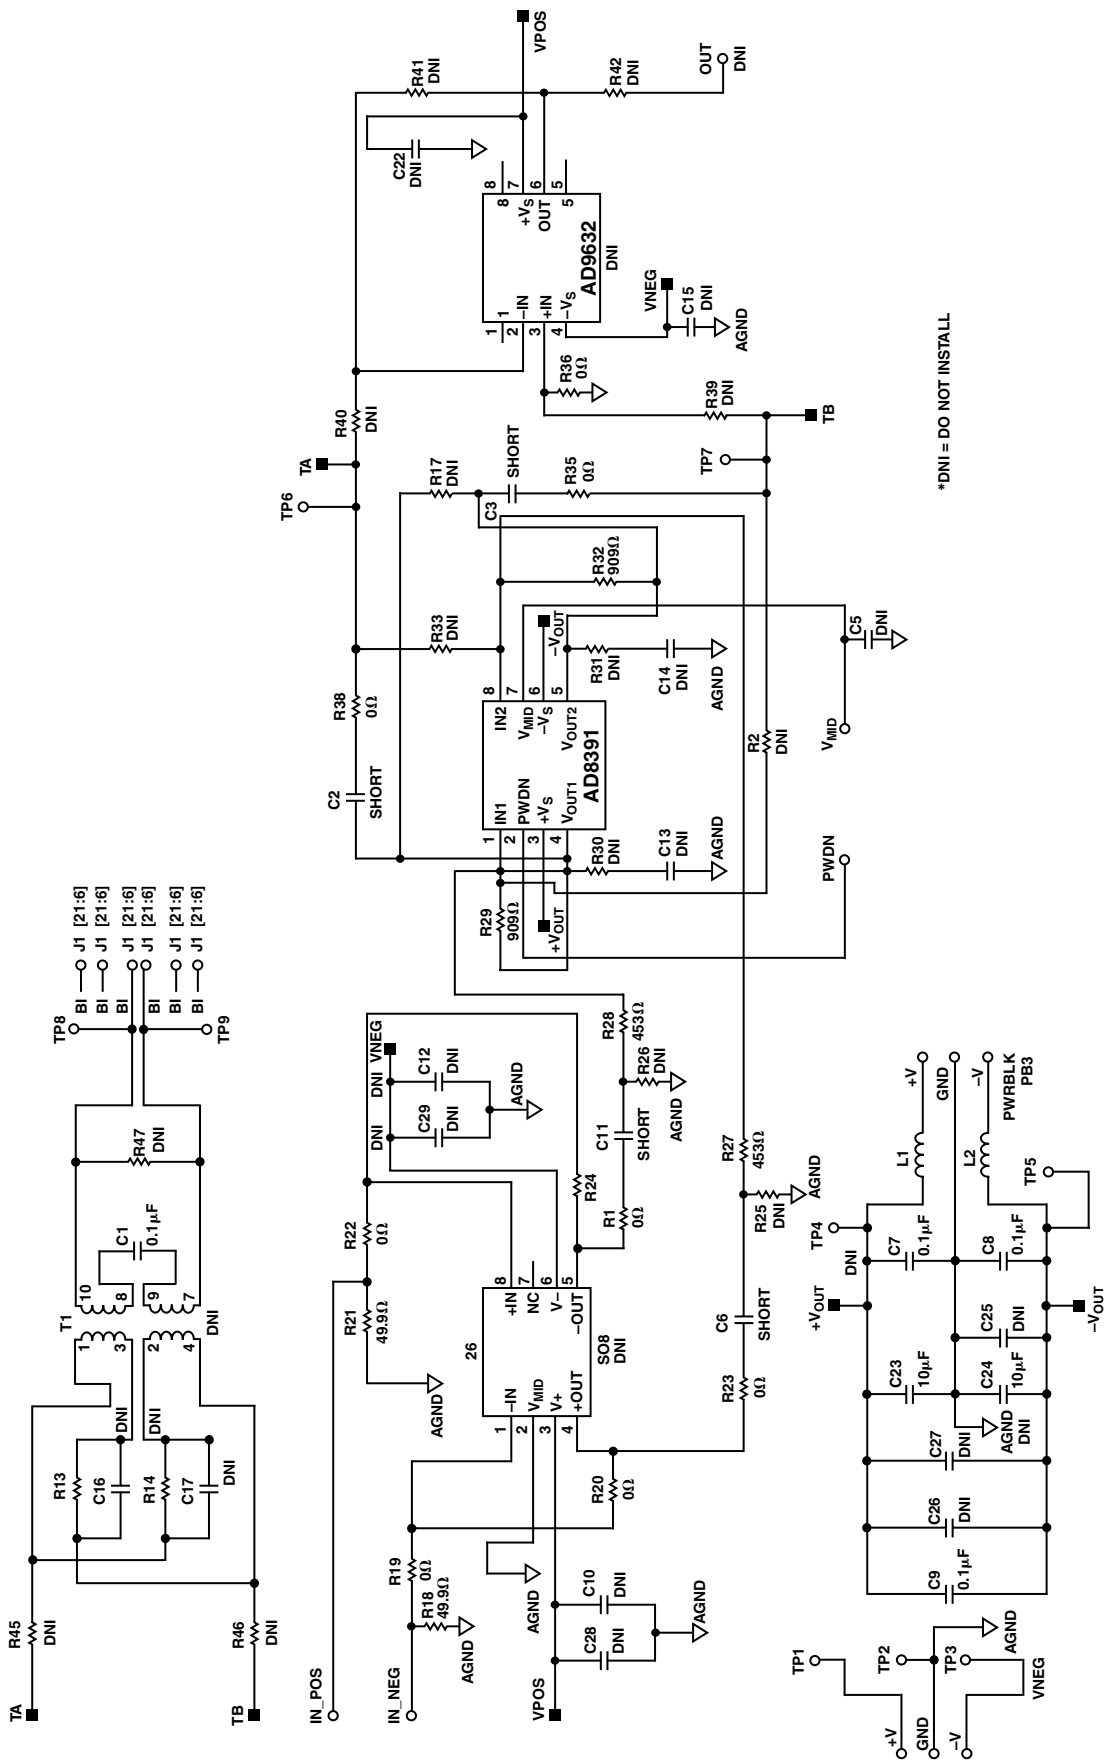 TA
R45
DNI
TB
R46
DNI
R13
C16
DNI
R14
DNI
C17
DNI
T1
1
3
2
4
10
8
9
7
DNI
C1
0.1µF
R47
DNI
TP8
TP9
BI
J1 [21:6]
BI
J1 [21:6]
BI
J1 [21:6]
BI
J1 [21:6]
BI
J1 [21:6]
BI
J1 [21:6]
IN_POS
IN_NEG
R19
0Ω
R18
49.9Ω
AGND
R21
49.9Ω
AGND
R22
0Ω
DNI
DNI
VNEG
C29
DNI
C12
DNI
AGND
VPOS
C28
DNI
C10
DNI
AGND
AGND
R20
0Ω
26
1
–IN
2
VMID
3
V+
4
+OUT
8
+IN
7
NC
6
V–
5
–OUT
SO8
DNI
R24
R1
0Ω
C11
SHORT
R26
DNI
AGND
R28
453Ω
R23
0Ω
C6
SHORT
R25
DNI
AGND
R27
453Ω
C2
SHORT
R38
0Ω
TP6
TA
R40
DNI
R41
DNI
R42
DNI
OUT
DNI
VPOS
C22
DNI
R29
909Ω
+VOUT
R30
DNI
C13
DNI
AGND
PWDN
1
IN1
2
PWDN
3
+VS
4
VOUT1
AD8391
8
IN2
7
VMID
6
–VS
5
VOUT2
–VOUT
R33
DNI
R31
DNI
C14
DNI
AGND
R32
909Ω
R17
DNI
C3
SHORT
R35
0Ω
R2
DNI
VMID
C5
DNI
TP7
TB
R39
DNI
R36
0Ω
1
1
2
–IN
3
+IN
4
–VS
AD9632
DNI
8
8
7
+VS
6
OUT
5
5
VNEG
C15
DNI
AGND
+V
GND
–V
TP1
TP2
TP3
VNEG
AGND
C9
0.1µF
C26
DNI
C27
DNI
C23
10µF
C24
10µF
AGND
DNI
C25
DNI
+VOUT
–VOUT
DNI
TP4
C7
0.1µF
C8
0.1µF
TP5
L1
L2
+V
GND
–V
PWRBLK
PB3
*DNI = DO NOT INSTALL